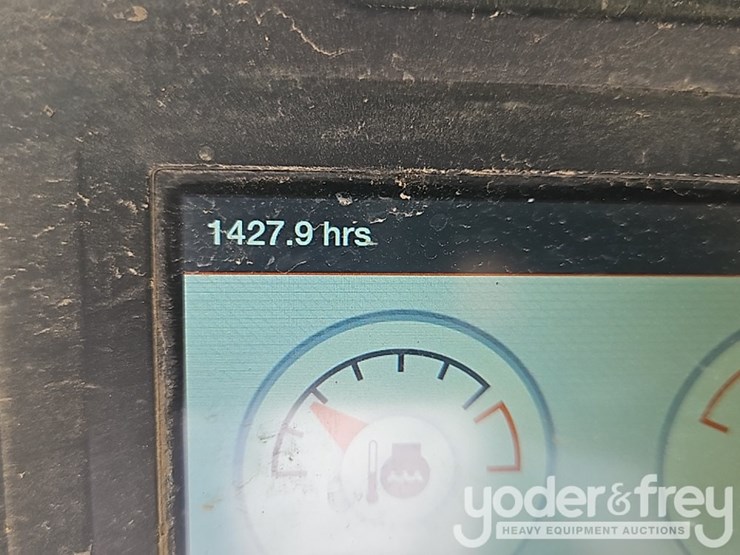 1427.9 hrs
yoder&frey
HEAVY EQUIPMENT AUCTIONS